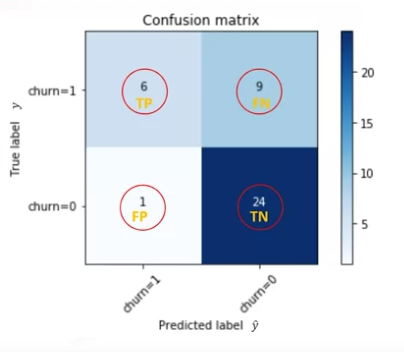 Confusion matrix
True label y
churn=1
churn=0
6
TP
9
FN
1
FP
24
TN
20
15
10
5
churn=1
churn=0
Predicted label ŷ